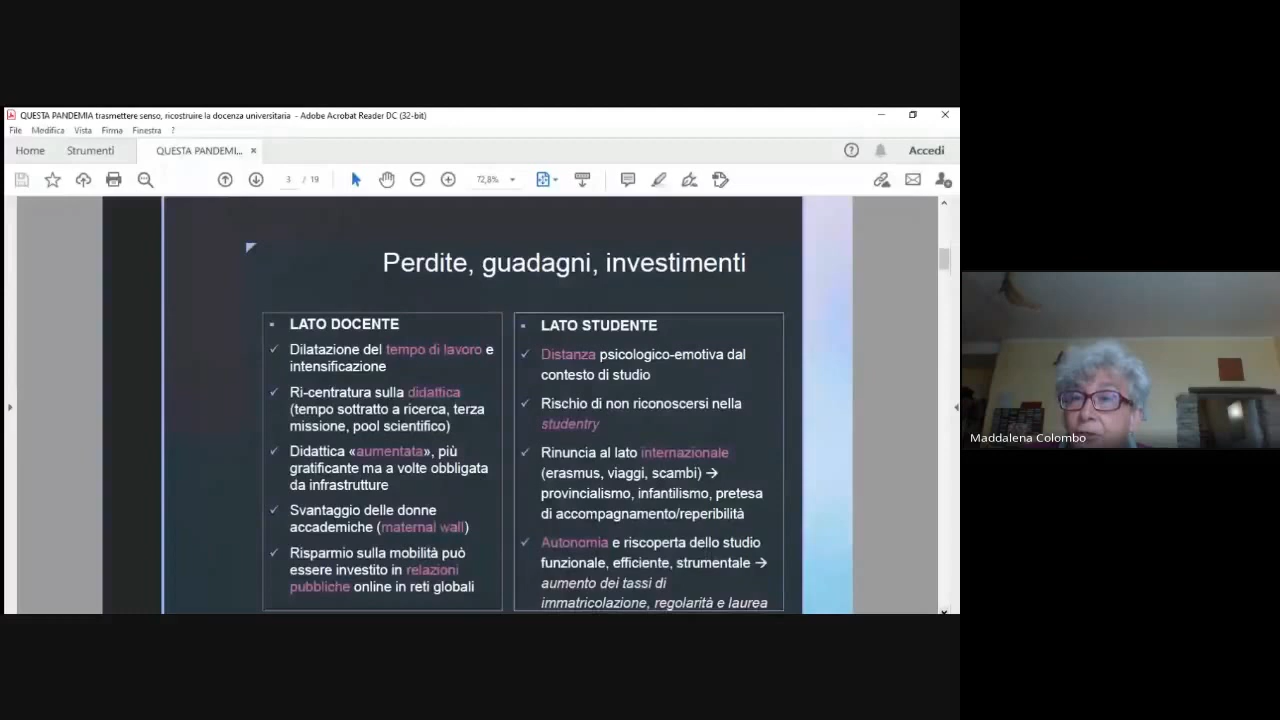 QUESTA PANDEMIA trasmettere senso, ricostruire la docenza universitaria - Adobe Acrobat Reader DC (32-bit)
File Modifica Vista Firma Finestra ?
Home Strumenti QUESTA PANDEMI... × Accedi
3 / 19 72,8%
Perdite, guadagni, investimenti
LATO DOCENTE
Dilatazione del tempo di lavoro e
intensificazione
Ri-centratura sulla didattica
(tempo sottratto a ricerca, terza
missione, pool scientifico)
Didattica «aumentata», più
gratificante ma a volte obbligata
da infrastrutture
Svantaggio delle donne
accademiche (maternal wall)
Risparmio sulla mobilità può
essere investito in relazioni
pubbliche online in reti globali
LATO STUDENTE
Distanza psicologico-emotiva dal
contesto di studio
Rischio di non riconoscersi nella
studentry
Rinuncia al lato internazionale
(erasmus, viaggi, scambi) →
provincialismo, infantilismo, pretesa
di accompagnamento/reperibilità
Autonomia e riscoperta dello studio
funzionale, efficiente, strumentale →
aumento dei tassi di
immatricolazione, regolarità e laurea
Maddalena Colombo